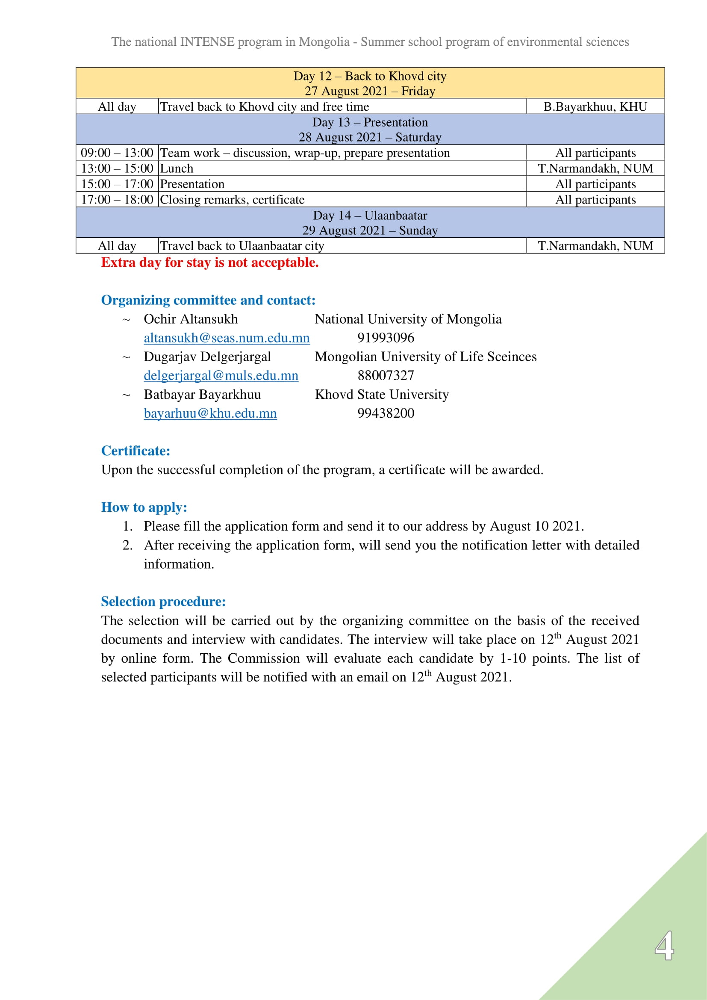 The national INTENSE program in Mongolia - Summer school program of environmental sciences
Day 12 – Back to Khovd city
27 August 2021 – Friday
All day Travel back to Khovd city and free time B.Bayarkhuu, KHU
Day 13 – Presentation
28 August 2021 – Saturday
09:00 – 13:00 Team work – discussion, wrap-up, prepare presentation All participants
13:00 – 15:00 Lunch T.Narmandakh, NUM
15:00 – 17:00 Presentation All participants
17:00 – 18:00 Closing remarks, certificate All participants
Day 14 – Ulaanbaatar
29 August 2021 – Sunday
All day Travel back to Ulaanbaatar city T.Narmandakh, NUM
Extra day for stay is not acceptable.
Organizing committee and contact:
~ Ochir Altansukh National University of Mongolia
altansukh@seas.num.edu.mn 91993096
~ Dugarjav Delgerjargal Mongolian University of Life Sceinces
delgerjargal@muls.edu.mn 88007327
~ Batbayar Bayarkhuu Khovd State University
bayarhuu@khu.edu.mn 99438200
Certificate:
Upon the successful completion of the program, a certificate will be awarded.
How to apply:
1. Please fill the application form and send it to our address by August 10 2021.
2. After receiving the application form, will send you the notification letter with detailed
information.
Selection procedure:
The selection will be carried out by the organizing committee on the basis of the received
documents and interview with candidates. The interview will take place on 12th August 2021
by online form. The Commission will evaluate each candidate by 1-10 points. The list of
selected participants will be notified with an email on 12th August 2021.
4